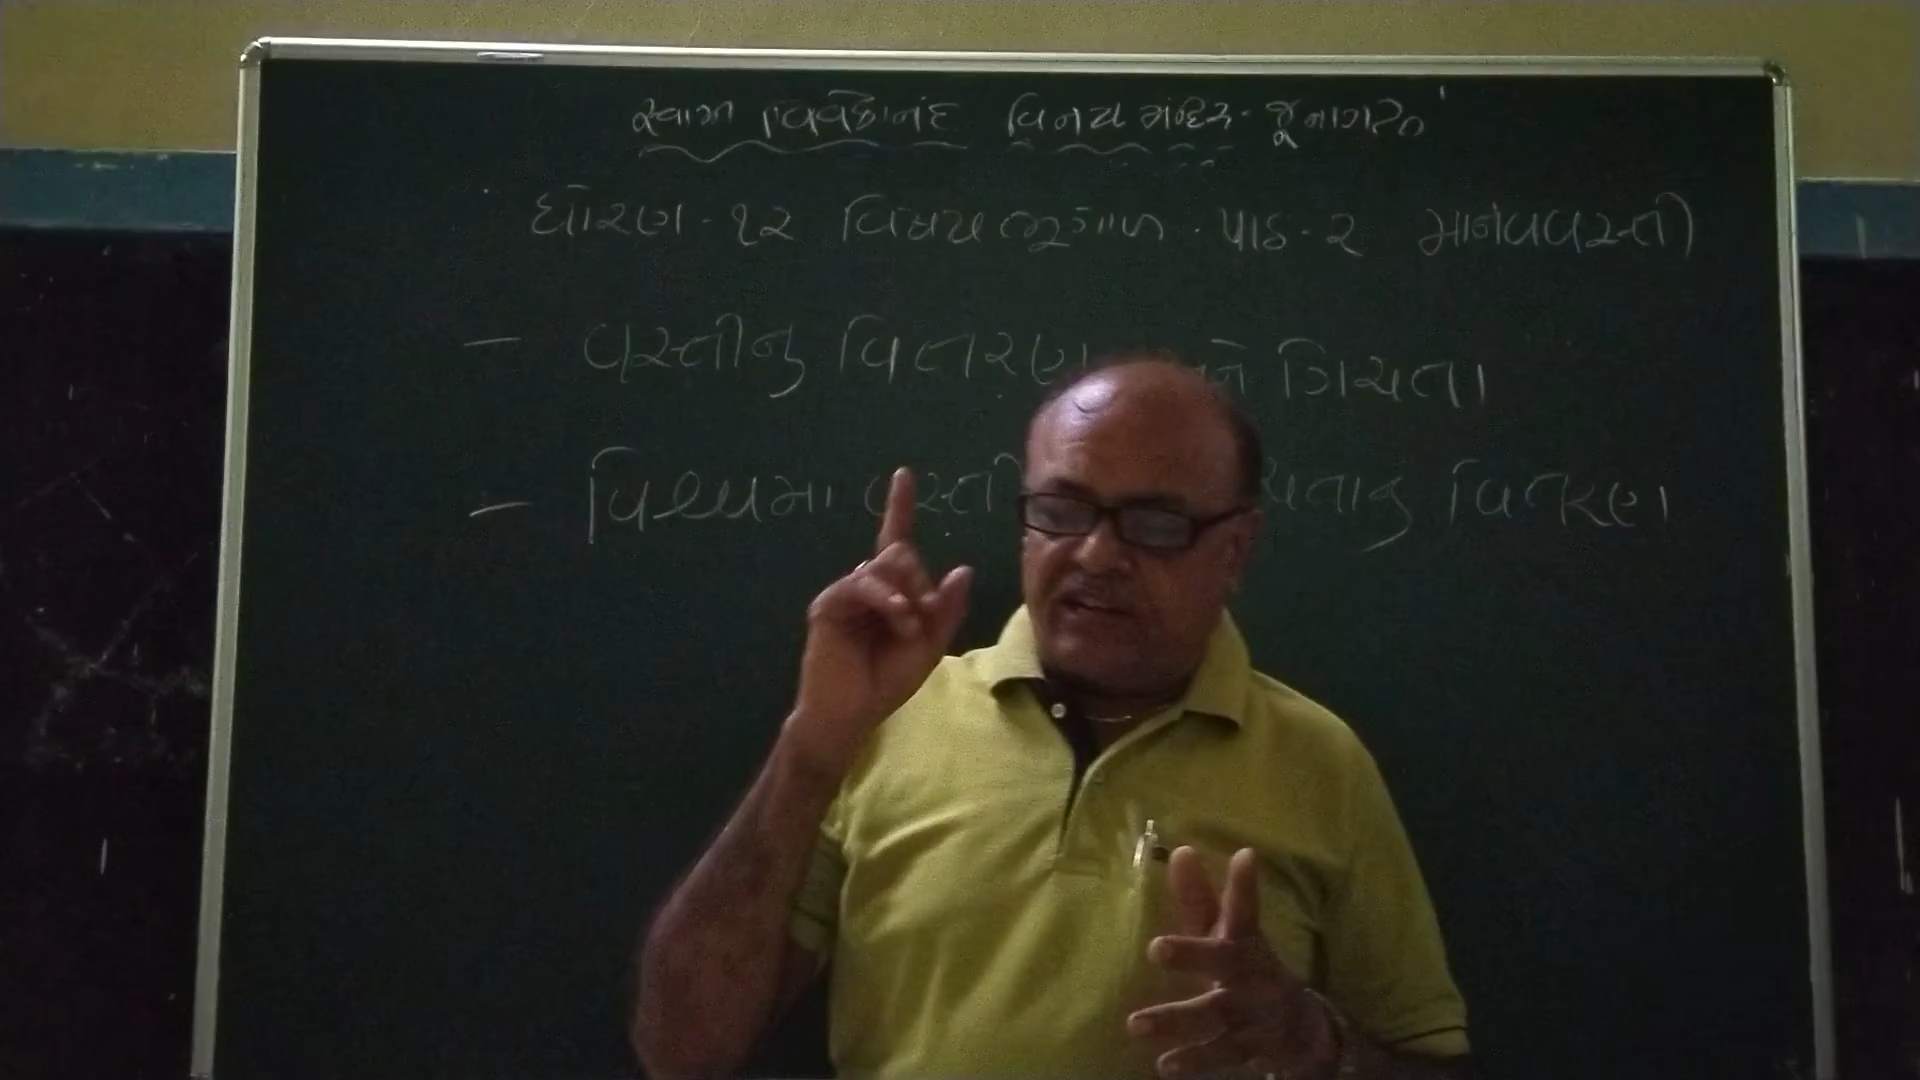 સ્વામી વિવેકાનંદ વિનય મંદિર - જૂનાગઢ
ધોરણ - ૧૨ વિષય ભૂગોળ - પાઠ - ૨ માનવવસ્તી
- વસ્તીનુ વિતરણ ગિચતા
- વિશ્વમા વિતરણ